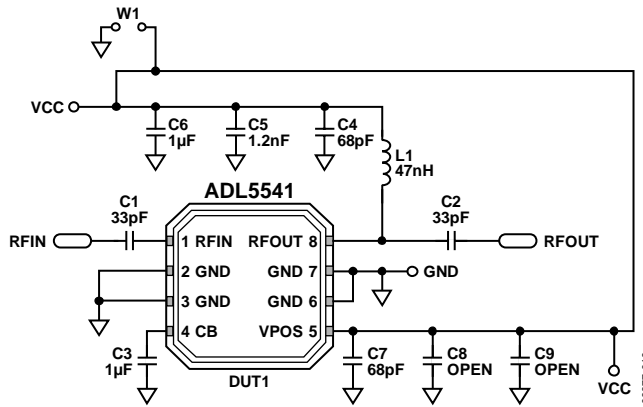 W1
VCC
C6
1µF
C5
1.2nF
C4
68pF
L1
47nH
ADL5541
C1
33pF
C2
33pF
RFIN
1 RFIN
RFOUT 8
RFOUT
2 GND
GND 7
GND
3 GND
GND 6
4 CB
VPOS 5
C3
1µF
DUT1
C7
68pF
C8
OPEN
C9
OPEN
VCC